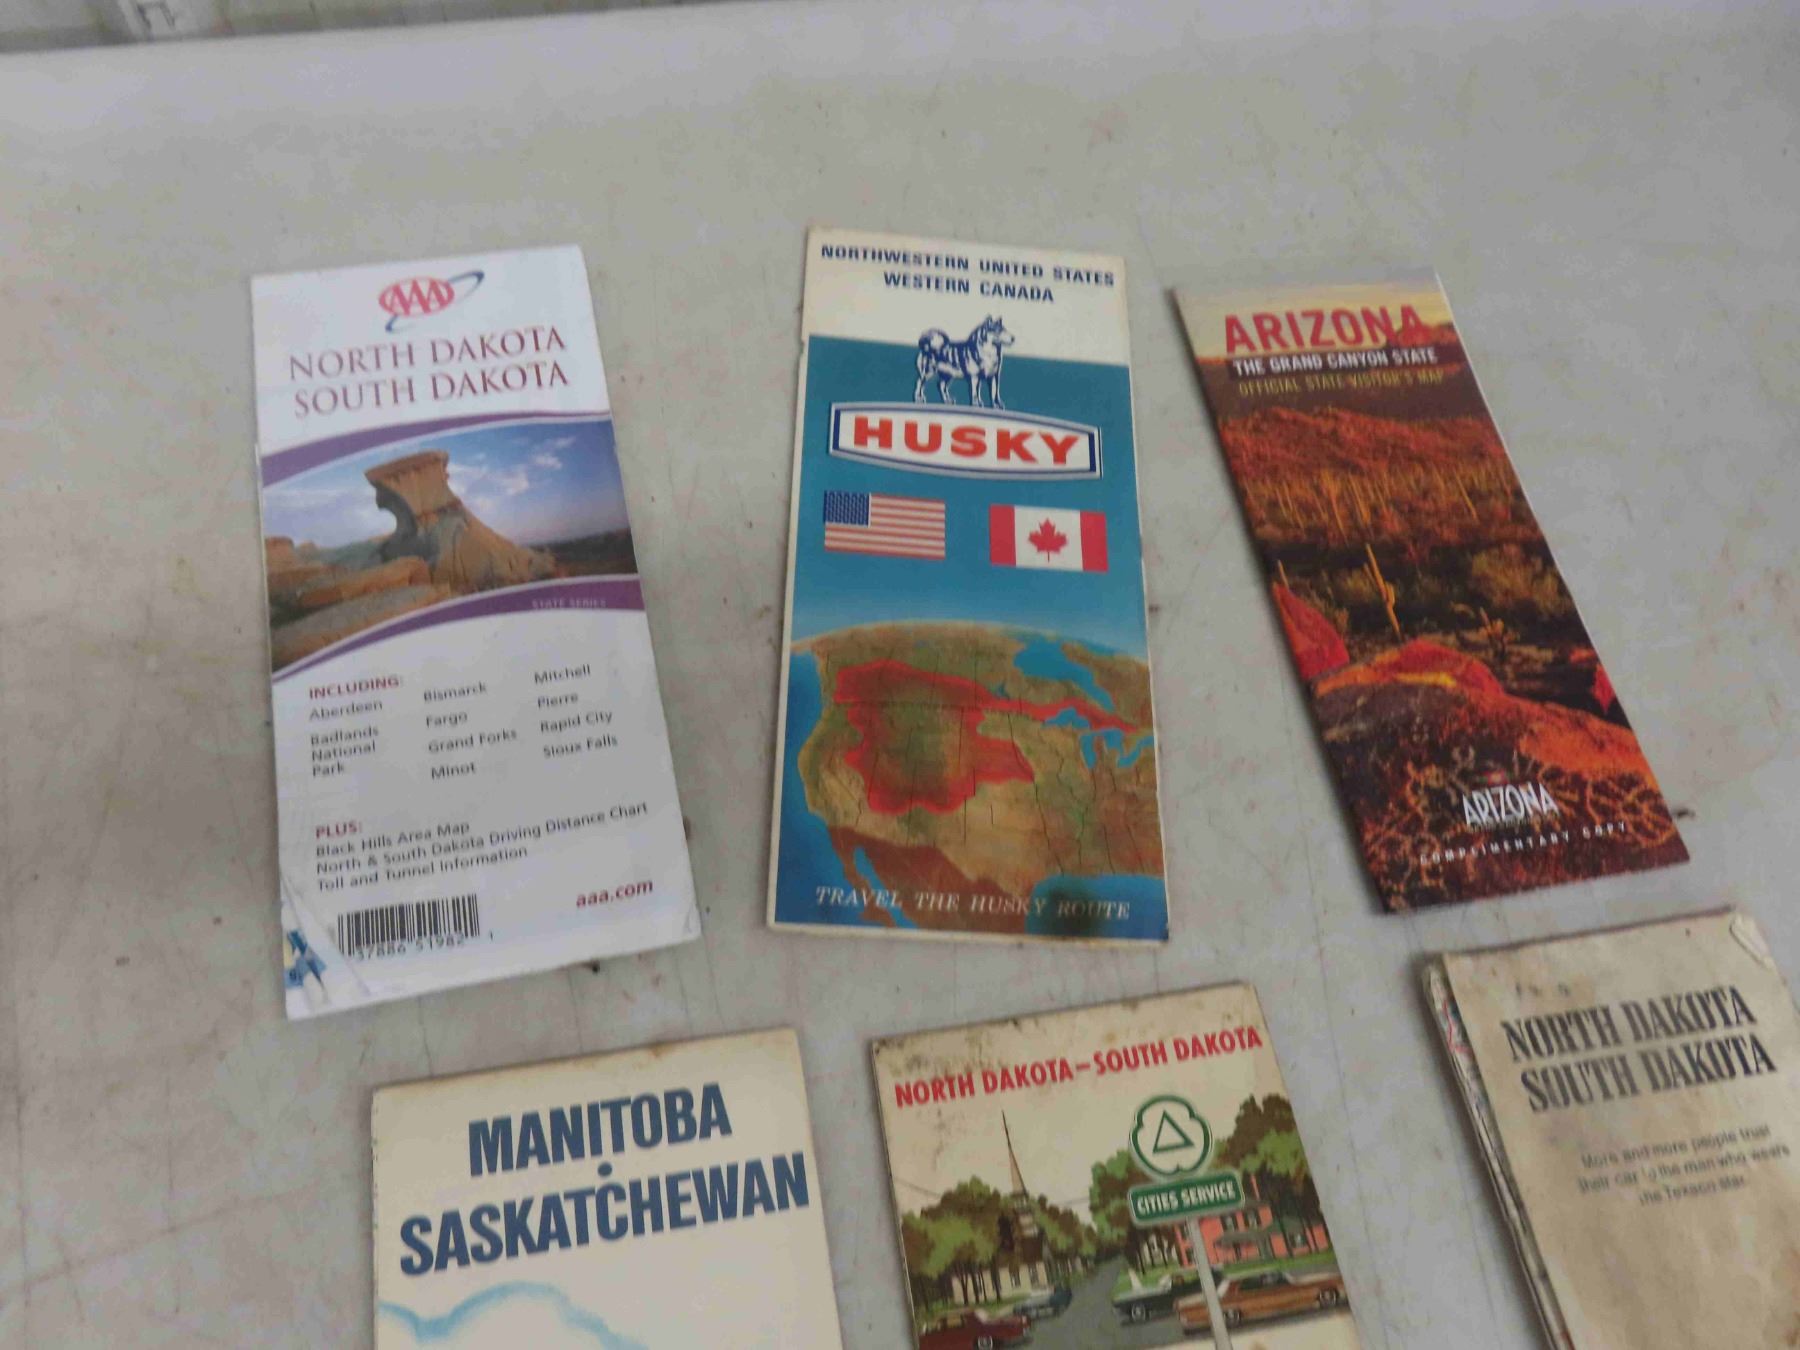 AAA
NORTH DAKOTA
SOUTH DAKOTA
STATE SERIES
INCLUDING:
Aberdeen
Badlands
National
Park
Bismarck
Fargo
Grand Forks
Minot
Mitchell
Pierre
Rapid City
Sioux Falls
PLUS:
Black Hills Area Map
North & South Dakota Driving Distance Chart
Toll and Tunnel Information
aaa.com
37886 51982 1
NORTHWESTERN UNITED STATES
WESTERN CANADA
HUSKY
TRAVEL THE HUSKY ROUTE
ARIZONA
THE GRAND CANYON STATE
OFFICIAL STATE VISITOR'S MAP
ARIZONA
COMPLIMENTARY COPY
MANITOBA
•
SASKATCHEWAN
NORTH DAKOTA–SOUTH DAKOTA
CITIES SERVICE
NORTH DAKOTA
SOUTH DAKOTA
More and more people trust
their car to the man who wears
the Texaco star.